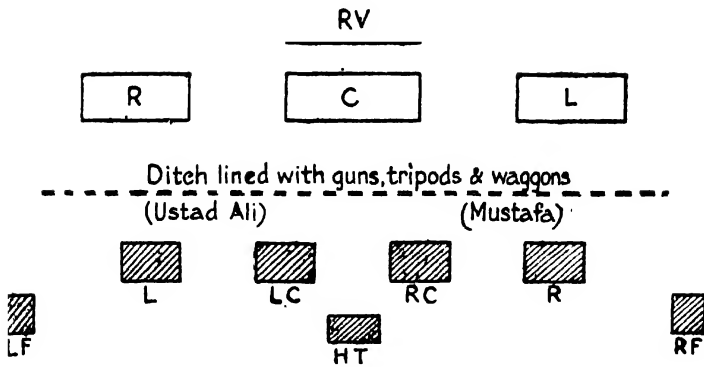 RV
R C L
Ditch lined with guns, tripods & waggons
(Ustad Ali) (Mustafa)
L LC RC R
LF HT RF